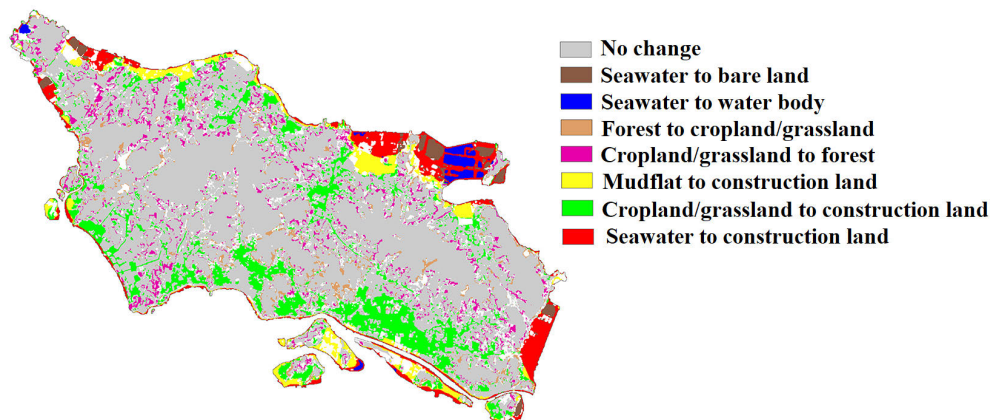 No change
Seawater to bare land
Seawater to water body
Forest to cropland/grassland
Cropland/grassland to forest
Mudflat to construction land
Cropland/grassland to construction land
Seawater to construction land